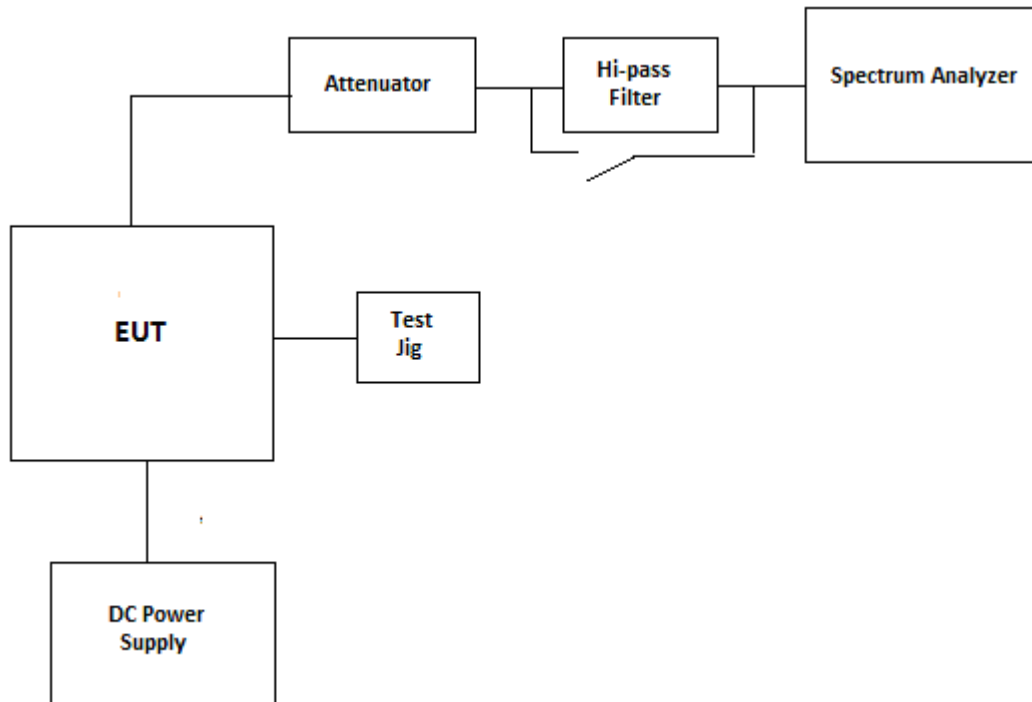 Attenuator
Hi-pass
Filter
Spectrum Analyzer
EUT
Test
Jig
DC Power
Supply